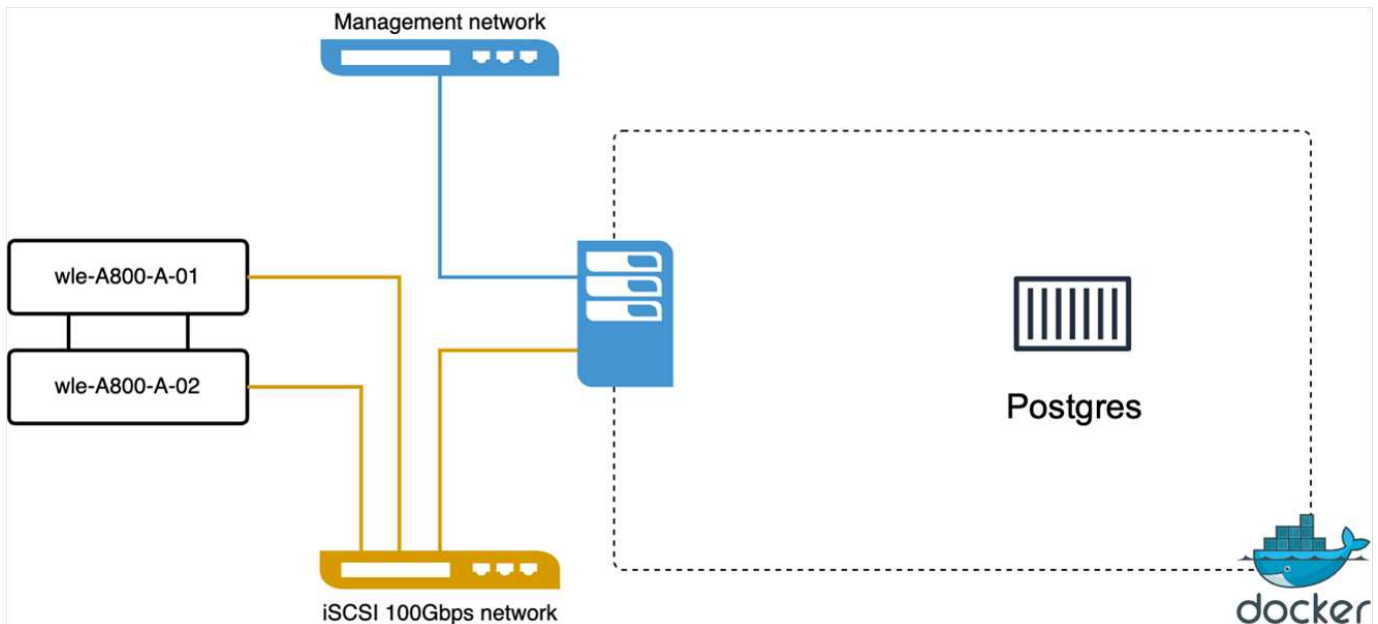 Management network
wle-A800-A-01
wle-A800-A-02
Postgres
iSCSI 100Gbps network
docker